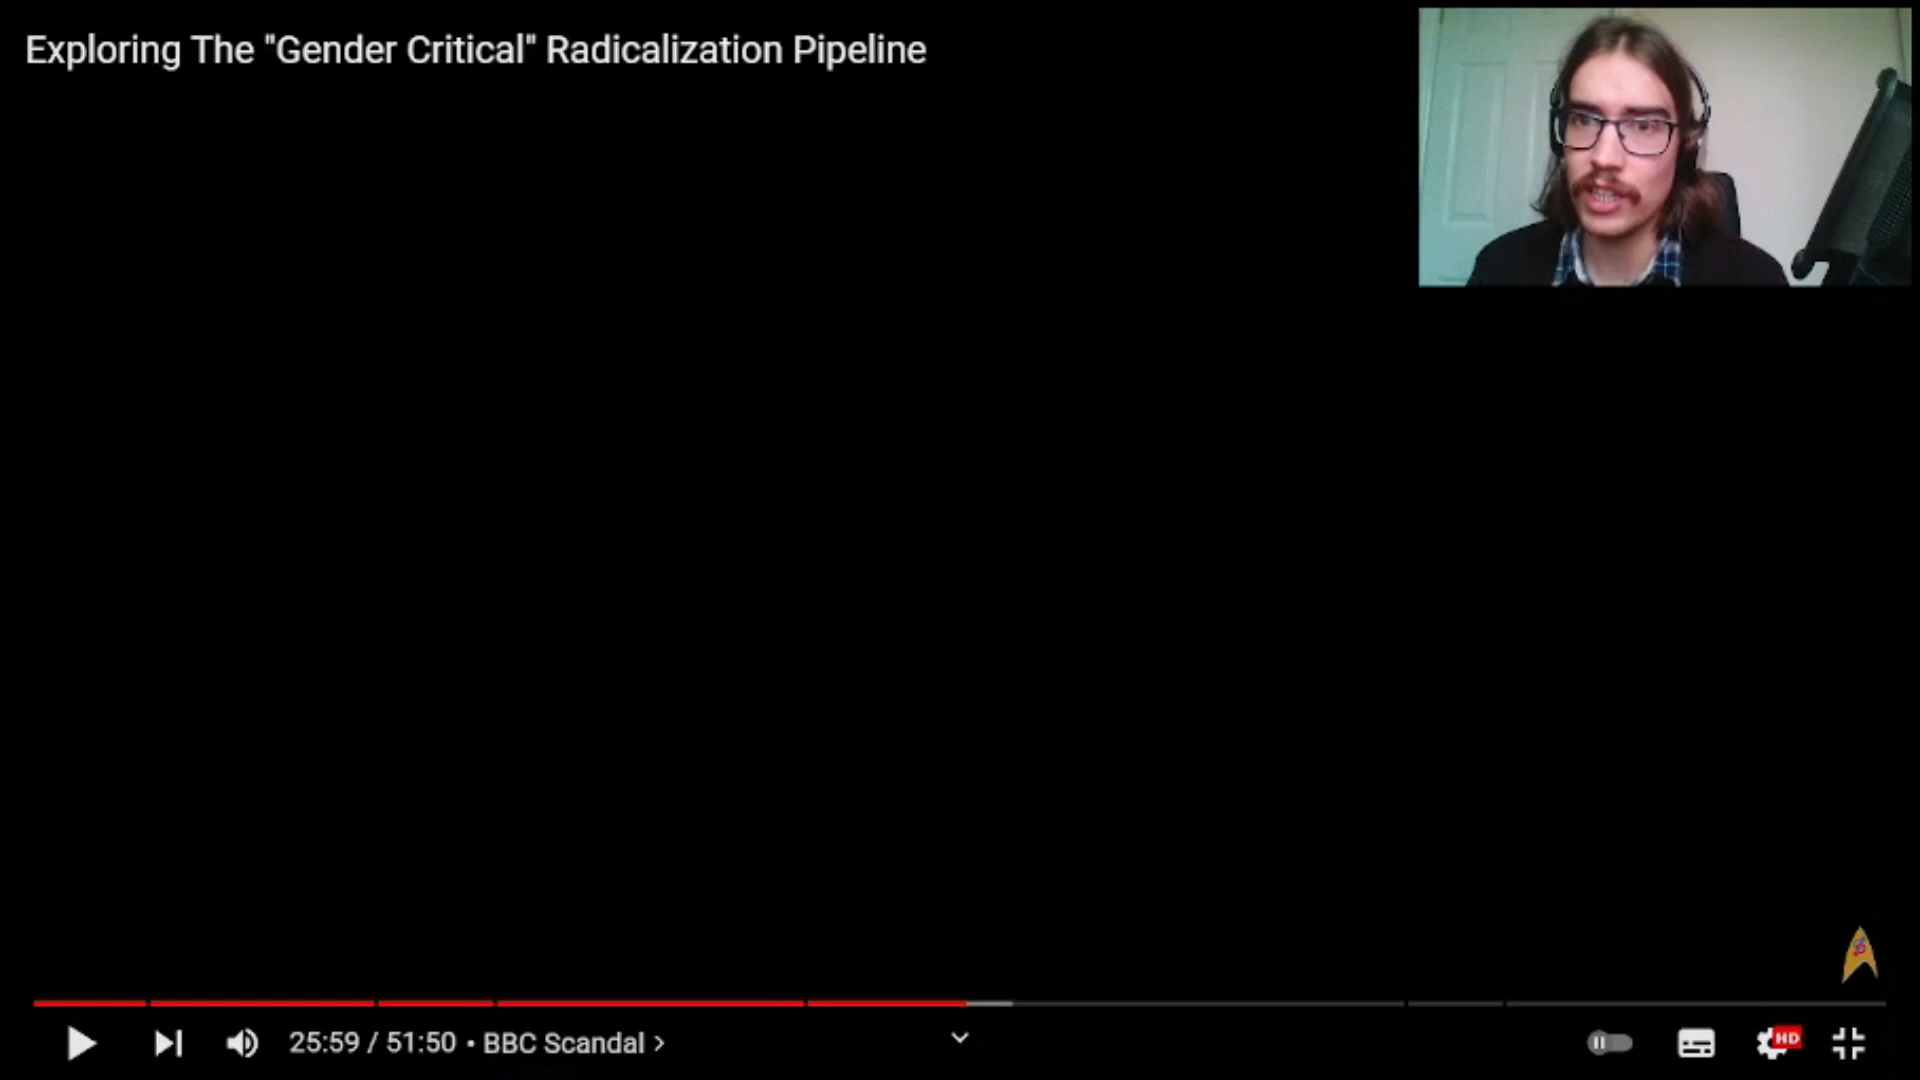 Exploring The "Gender Critical" Radicalization Pipeline
25:59 / 51:50 • BBC Scandal >
HD